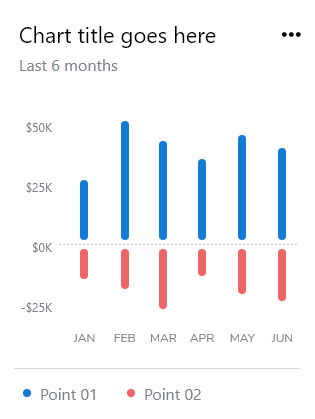 Chart title goes here
Last 6 months
$50K
$25K
$0K
-$25K
JAN FEB MAR APR MAY JUN
Point 01 Point 02